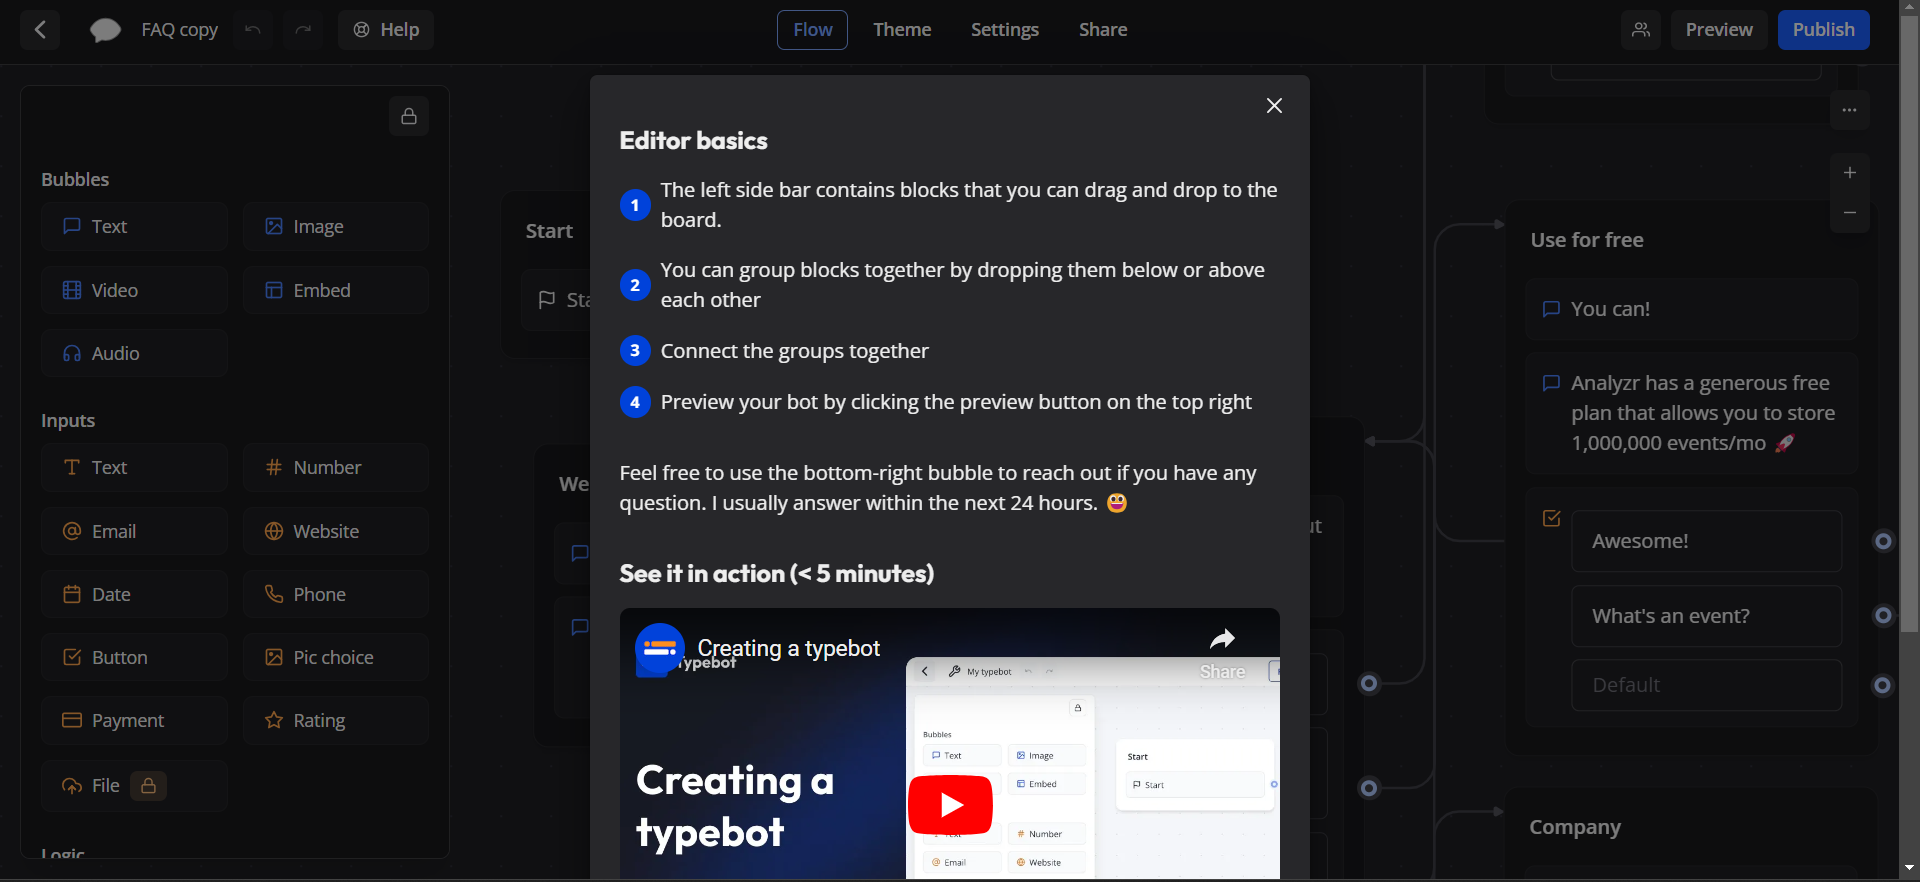 FAQ copy
Help
Flow
Theme
Settings
Share
Preview
Publish
Bubbles
Text
Image
Video
Embed
Audio
Inputs
Text
Number
Email
Website
Date
Phone
Button
Pic choice
Payment
Rating
File
Logic
Start
Sta
We
Editor basics
1
The left side bar contains blocks that you can drag and drop to the
board.
2
You can group blocks together by dropping them below or above
each other
3
Connect the groups together
4
Preview your bot by clicking the preview button on the top right
Feel free to use the bottom-right bubble to reach out if you have any
question. I usually answer within the next 24 hours. 😀
See it in action (< 5 minutes)
Creating a typebot
Typebot
Share
Creating a
typebot
My typebot
Bubbles
Text
Image
Embed
Text
Number
Email
Website
Start
Start
Use for free
You can!
Analyzr has a generous free
plan that allows you to store
1,000,000 events/mo 🚀
Awesome!
What's an event?
Default
Company